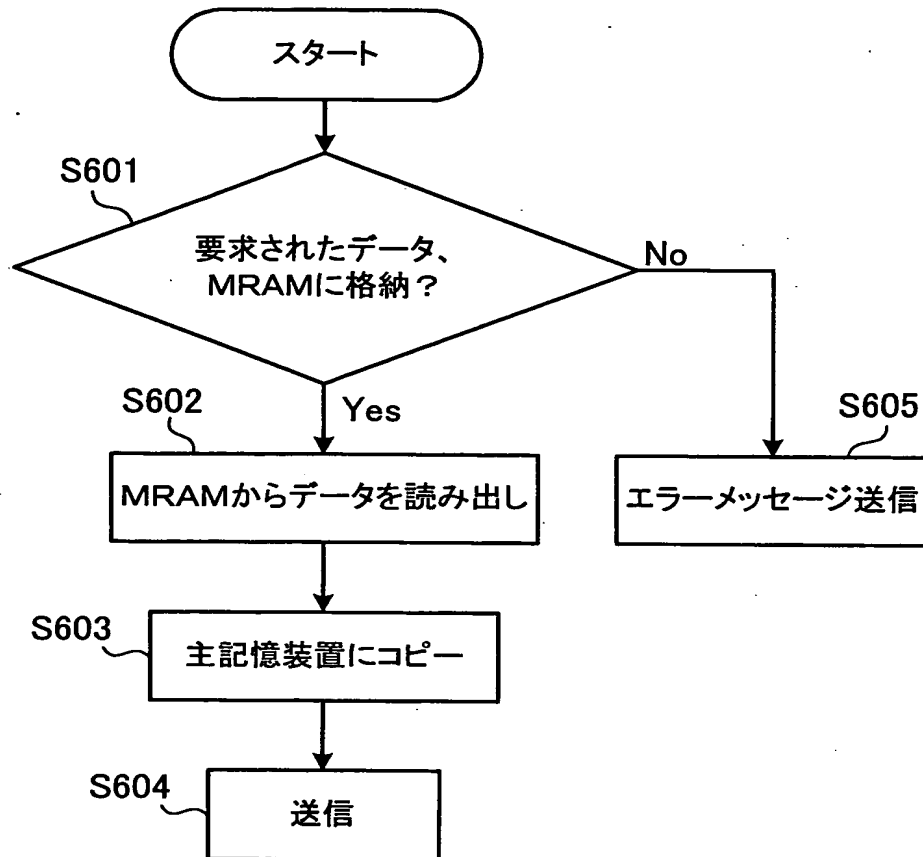 スタート
S601
要求されたデータ、
MRAMに格納？
No
S602
Yes
S605
MRAMからデータを読み出し
エラーメッセージ送信
S603
主記憶装置にコピー
S604
送信